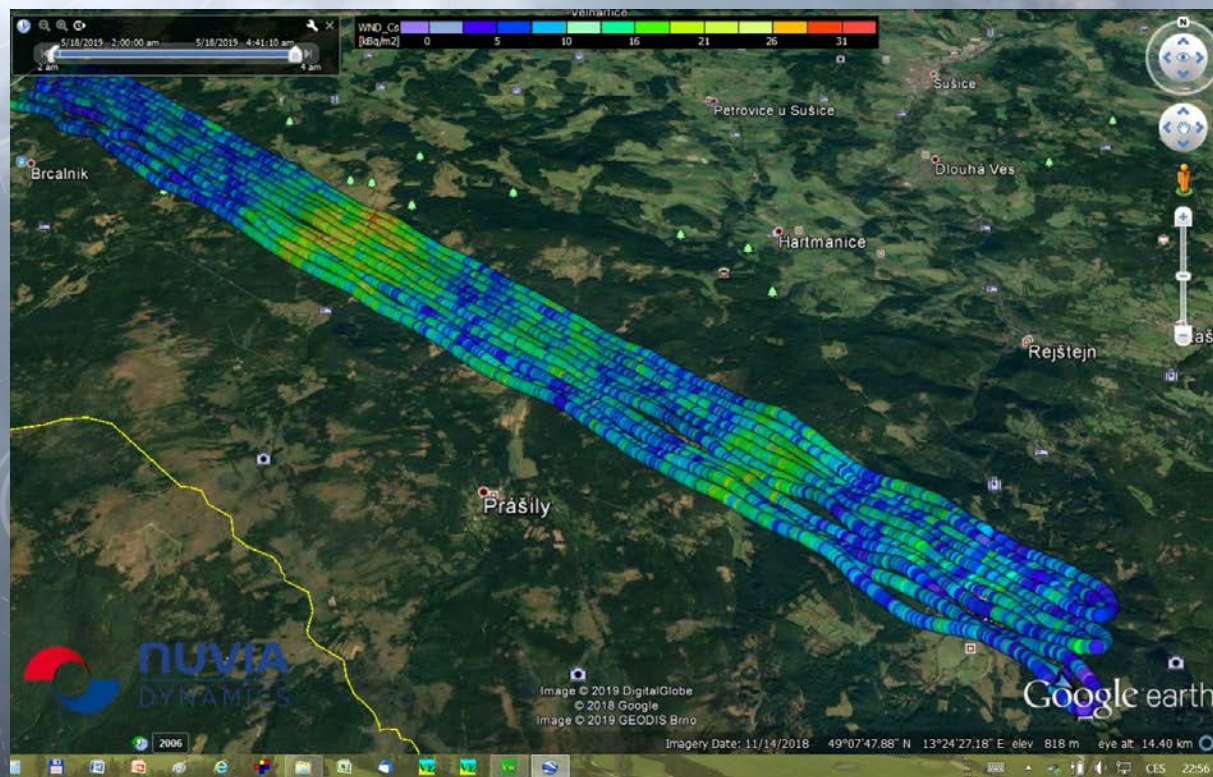 5/18/2019 2:00:00 am 5/18/2019 4:41:10 am
2 am 4 am
WND_Cs
[kBq/m2] 0 5 10 16 21 26 31
N
Sušice
Petrovice u Sušice
Brcalnik
Dlouhá Ves
Hartmanice
Rejštejn
Prášily
NUVIA
DYNAMICS
Image © 2019 DigitalGlobe
© 2018 Google
Image © 2019 GEODIS Brno
Google earth
2006
Imagery Date: 11/14/2018 49°07'47.88" N 13°24'27.18" E elev 818 m eye alt 14.40 km
CES 22:56